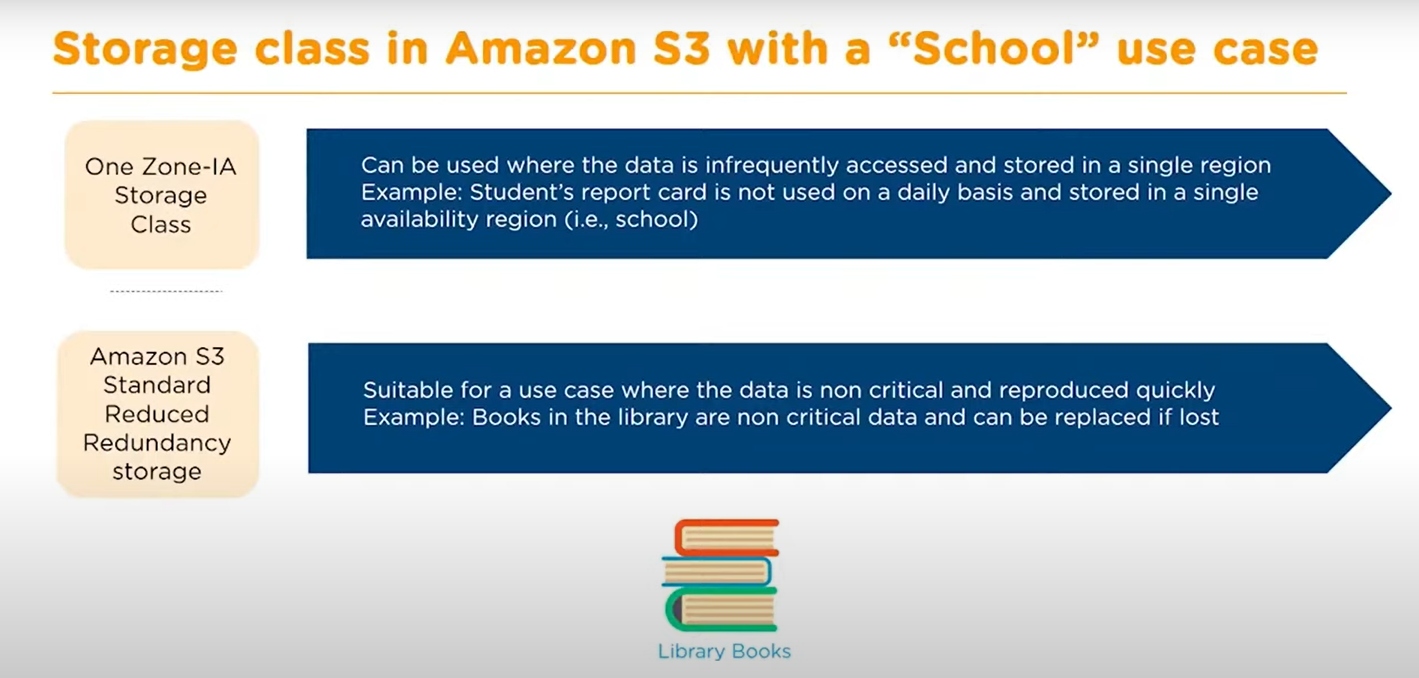 Storage class in Amazon S3 with a “School” use case
One Zone-IA
Storage
Class
Can be used where the data is infrequently accessed and stored in a single region
Example: Student’s report card is not used on a daily basis and stored in a single
availability region (i.e., school)
Amazon S3
Standard
Reduced
Redundancy
storage
Suitable for a use case where the data is non critical and reproduced quickly
Example: Books in the library are non critical data and can be replaced if lost
Library Books